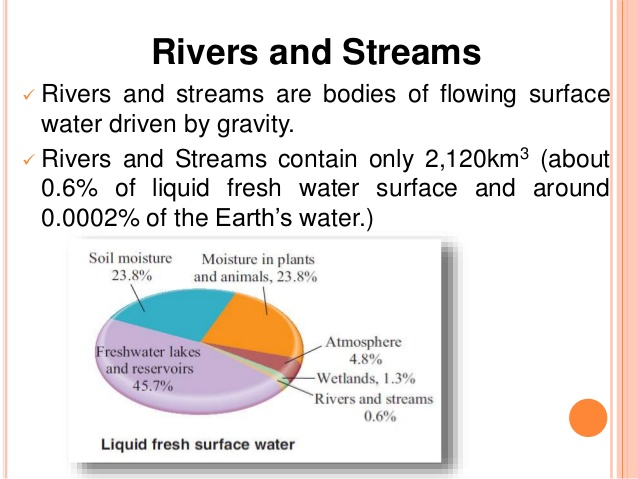 Rivers and Streams
✓ Rivers and streams are bodies of flowing surface
water driven by gravity.
✓ Rivers and Streams contain only 2,120km³ (about
0.6% of liquid fresh water surface and around
0.0002% of the Earth's water.)
Soil moisture
23.8%
Moisture in plants
and animals, 23.8%
Atmosphere
4.8%
Wetlands, 1.3%
Rivers and streams
0.6%
Freshwater lakes
and reservoirs
45.7%
Liquid fresh surface water